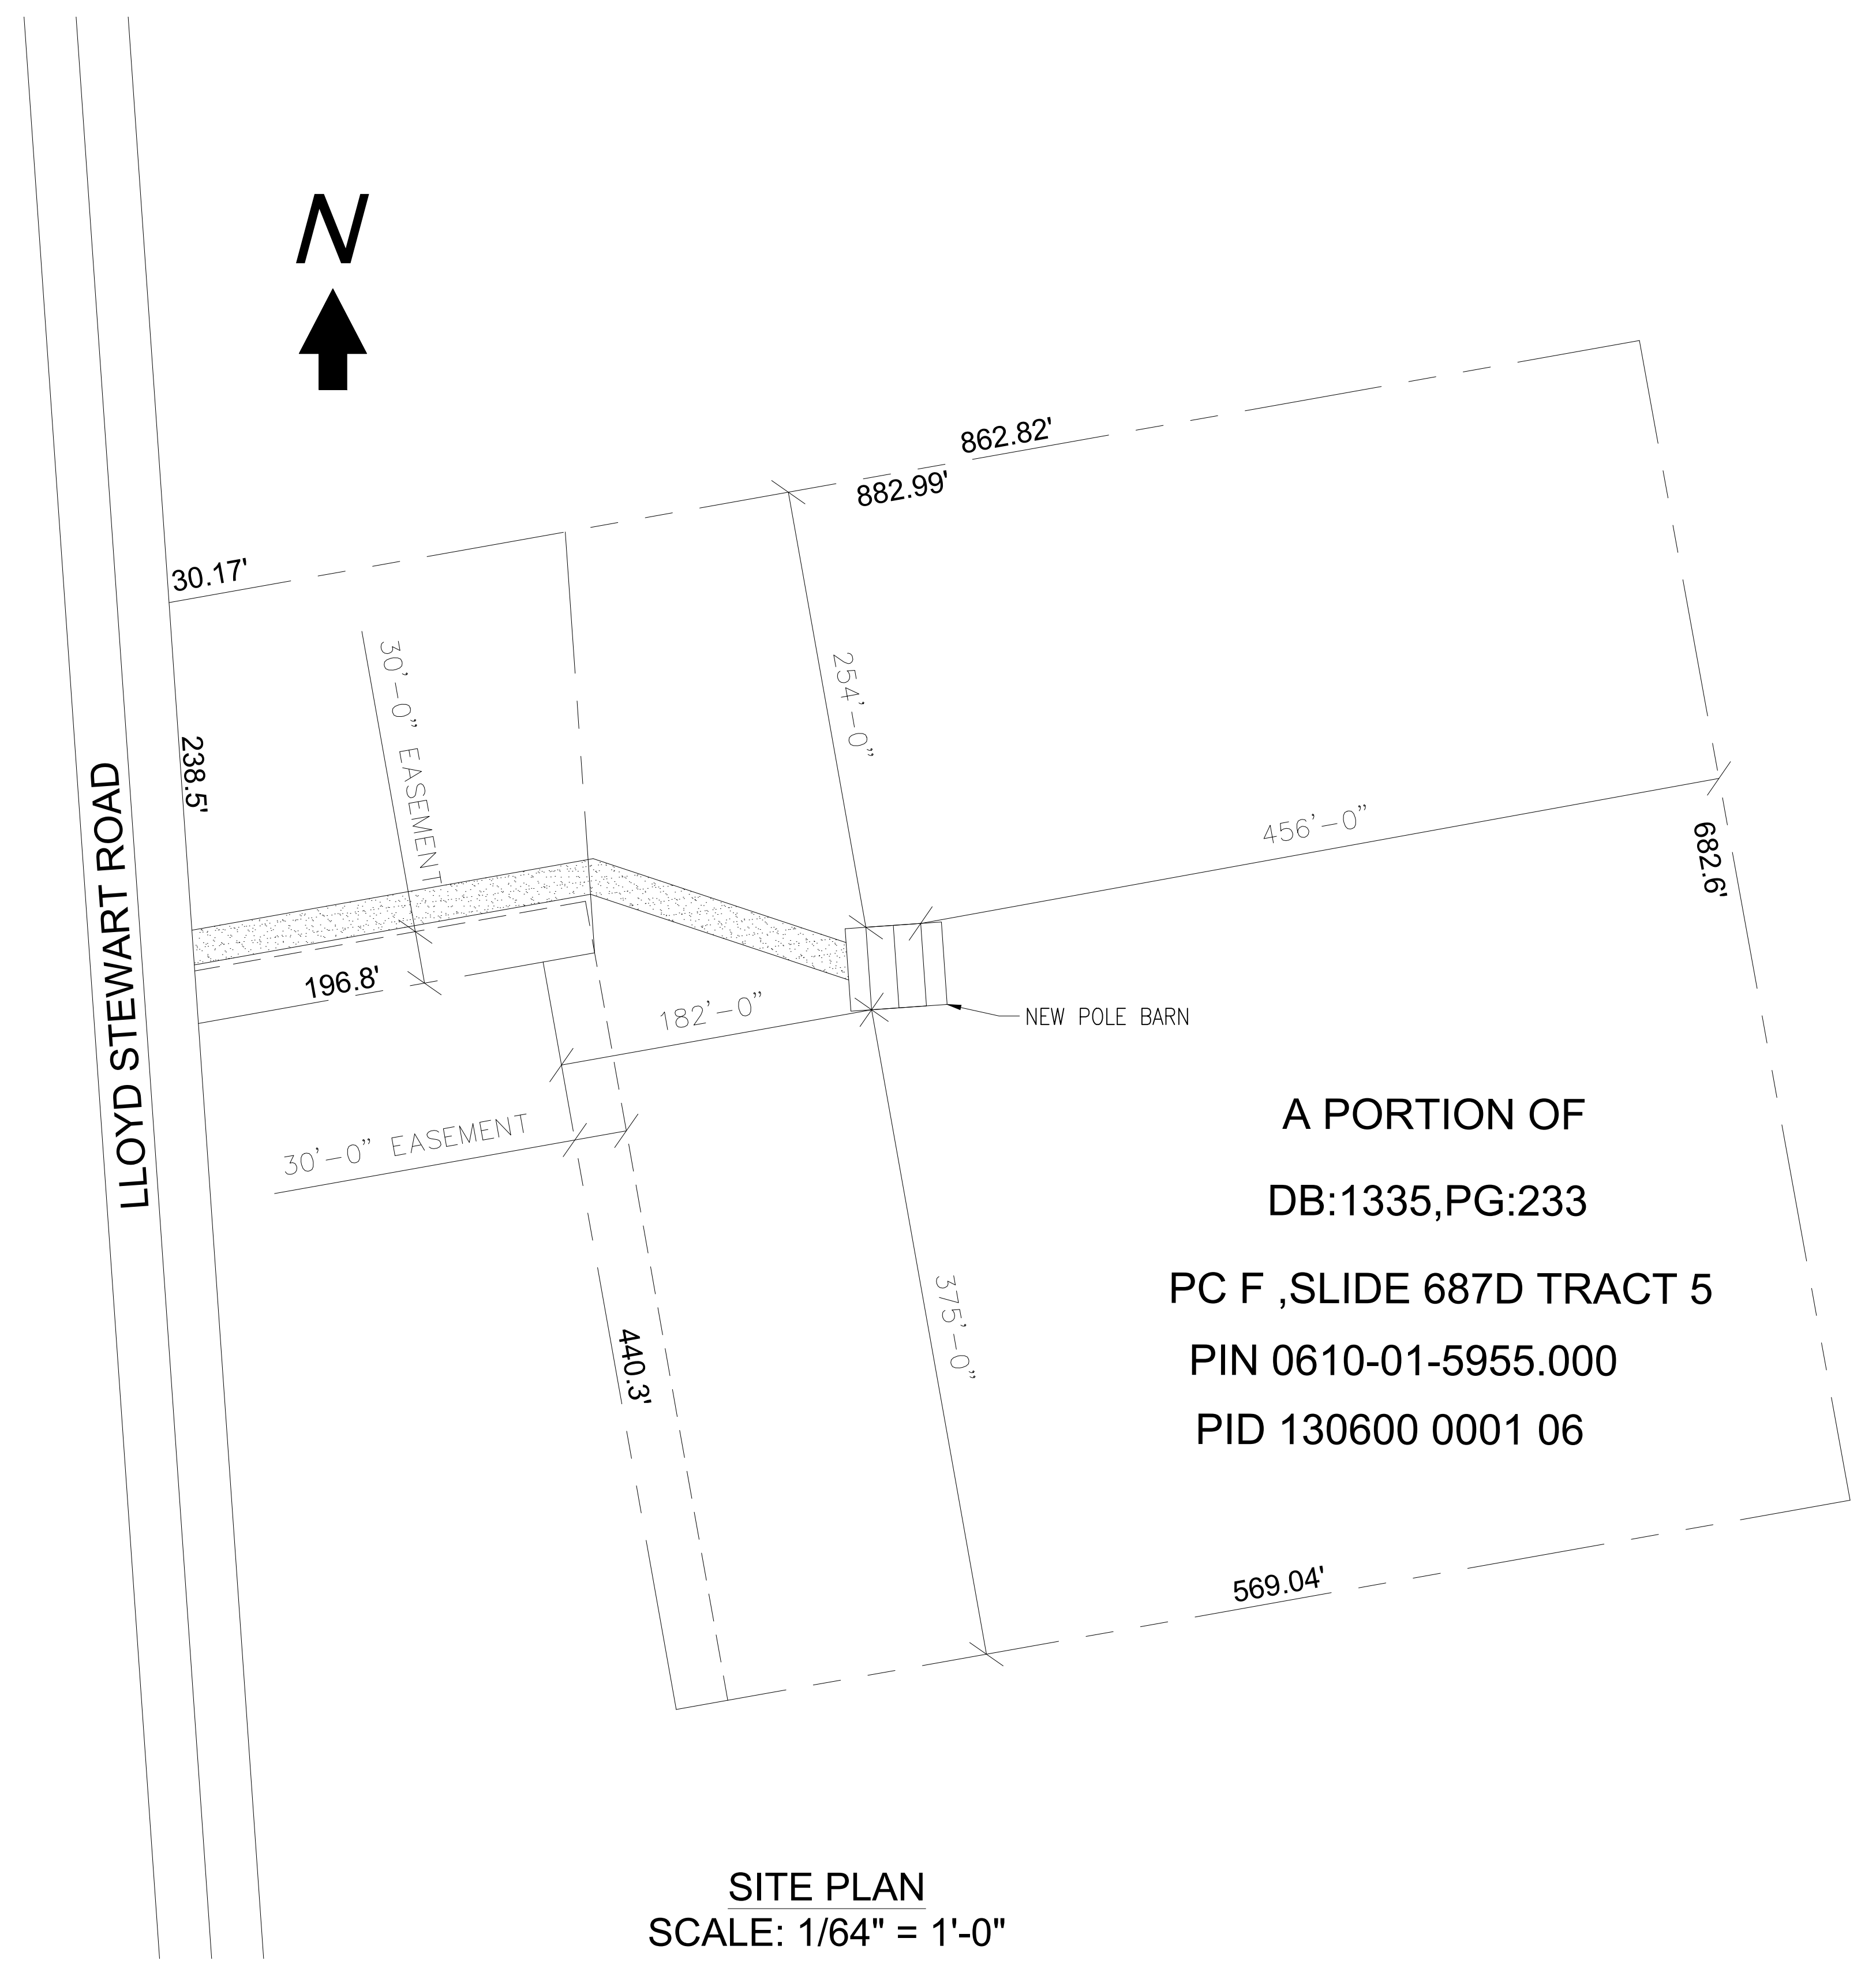 N
862.82'
882.99'
30.17'
30'-0" EASEMENT
254'-0"
238.5'
LLOYD STEWART ROAD
456'-0"
682.6'
196.8'
182'-0"
NEW POLE BARN
30'-0" EASEMENT
A PORTION OF
DB:1335,PG:233
PC F ,SLIDE 687D TRACT 5
PIN 0610-01-5955.000
PID 130600 0001 06
375'-0"
440.3'
569.04'
SITE PLAN
SCALE: 1/64" = 1'-0"